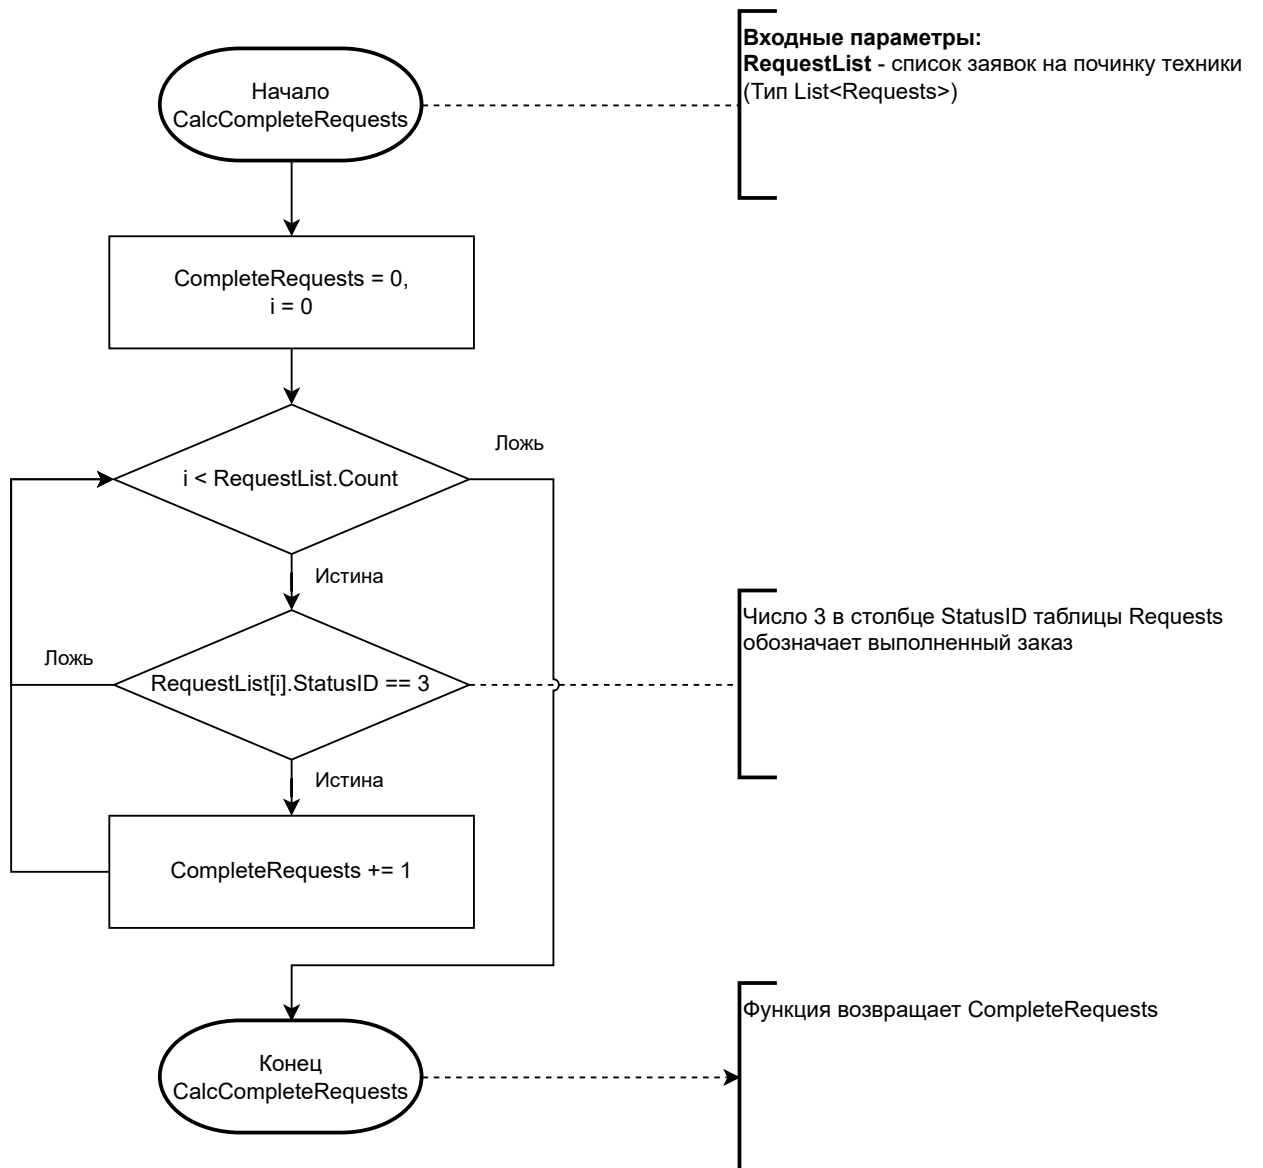 Начало
CalcCompleteRequests
Входные параметры:
RequestList - список заявок на починку техники
(Тип List<Requests>)
CompleteRequests = 0,
i = 0
i < RequestList.Count
Ложь
Истина
RequestList[i].StatusID == 3
Ложь
Число 3 в столбце StatusID таблицы Requests
обозначает выполненный заказ
Истина
CompleteRequests += 1
Конец
CalcCompleteRequests
Функция возвращает CompleteRequests